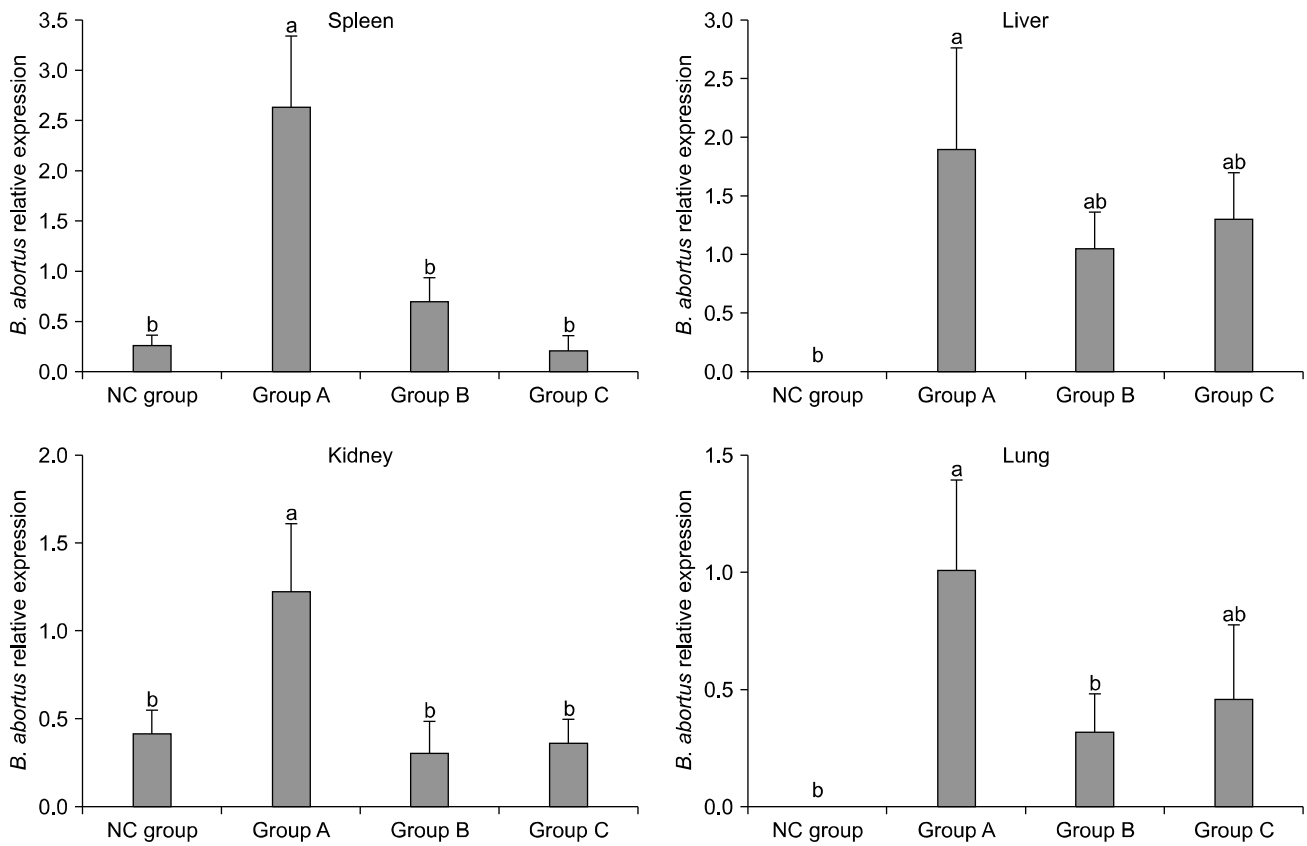 Spleen
B. abortus relative expression
3.5
3.0
2.5
2.0
1.5
1.0
0.5
0.0
b
a
b
b
NC group Group A Group B Group C
Liver
B. abortus relative expression
3.0
2.5
2.0
1.5
1.0
0.5
0.0
b
a
ab
ab
NC group Group A Group B Group C
Kidney
B. abortus relative expression
2.0
1.5
1.0
0.5
0.0
b
a
b
b
NC group Group A Group B Group C
Lung
B. abortus relative expression
1.5
1.0
0.5
0.0
b
a
b
ab
NC group Group A Group B Group C